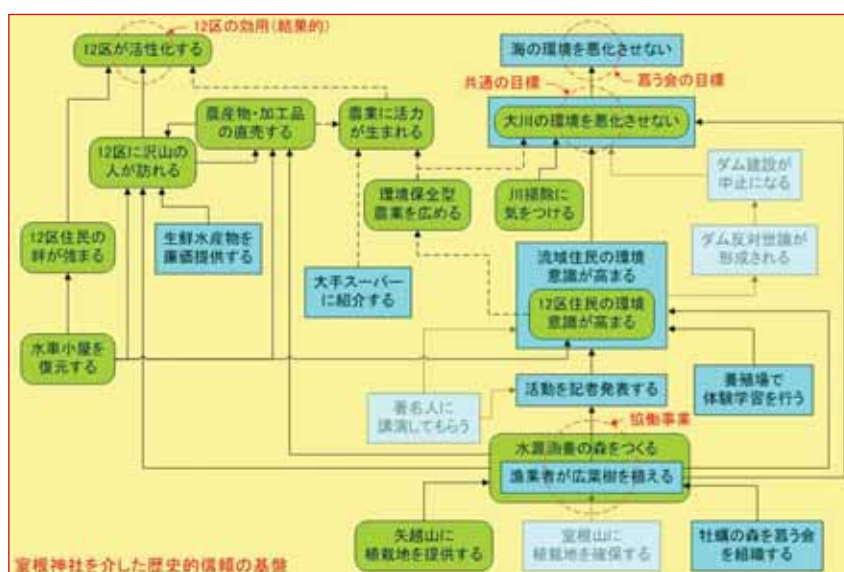 12区の効用(結果的)
12区が活性化する
海の環境を悪化させない
共通の目標
慕う会の目標
農産物・加工品
の直売する
農業に活力
が生まれる
大川の環境を悪化させない
12区に沢山の
人が訪れる
ダム建設が
中止になる
環境保全型
農業を広める
川掃除に
気をつける
12区住民の
絆が強まる
生鮮水産物を
廉価提供する
ダム反対世論が
形成される
流域住民の環境
意識が高まる
大手スーパー
に紹介する
12区住民の環境
意識が高まる
水車小屋を
復元する
養殖場で
体験学習を行う
活動を記者発表する
著名人に
講演してもらう
協働事業
水源涵養の森をつくる
漁業者が広葉樹を植える
矢越山に
植栽地を提供する
室根山に
植栽地を確保する
牡蠣の森を慕う会
を組織する
室根神社を介した歴史的信頼の基盤